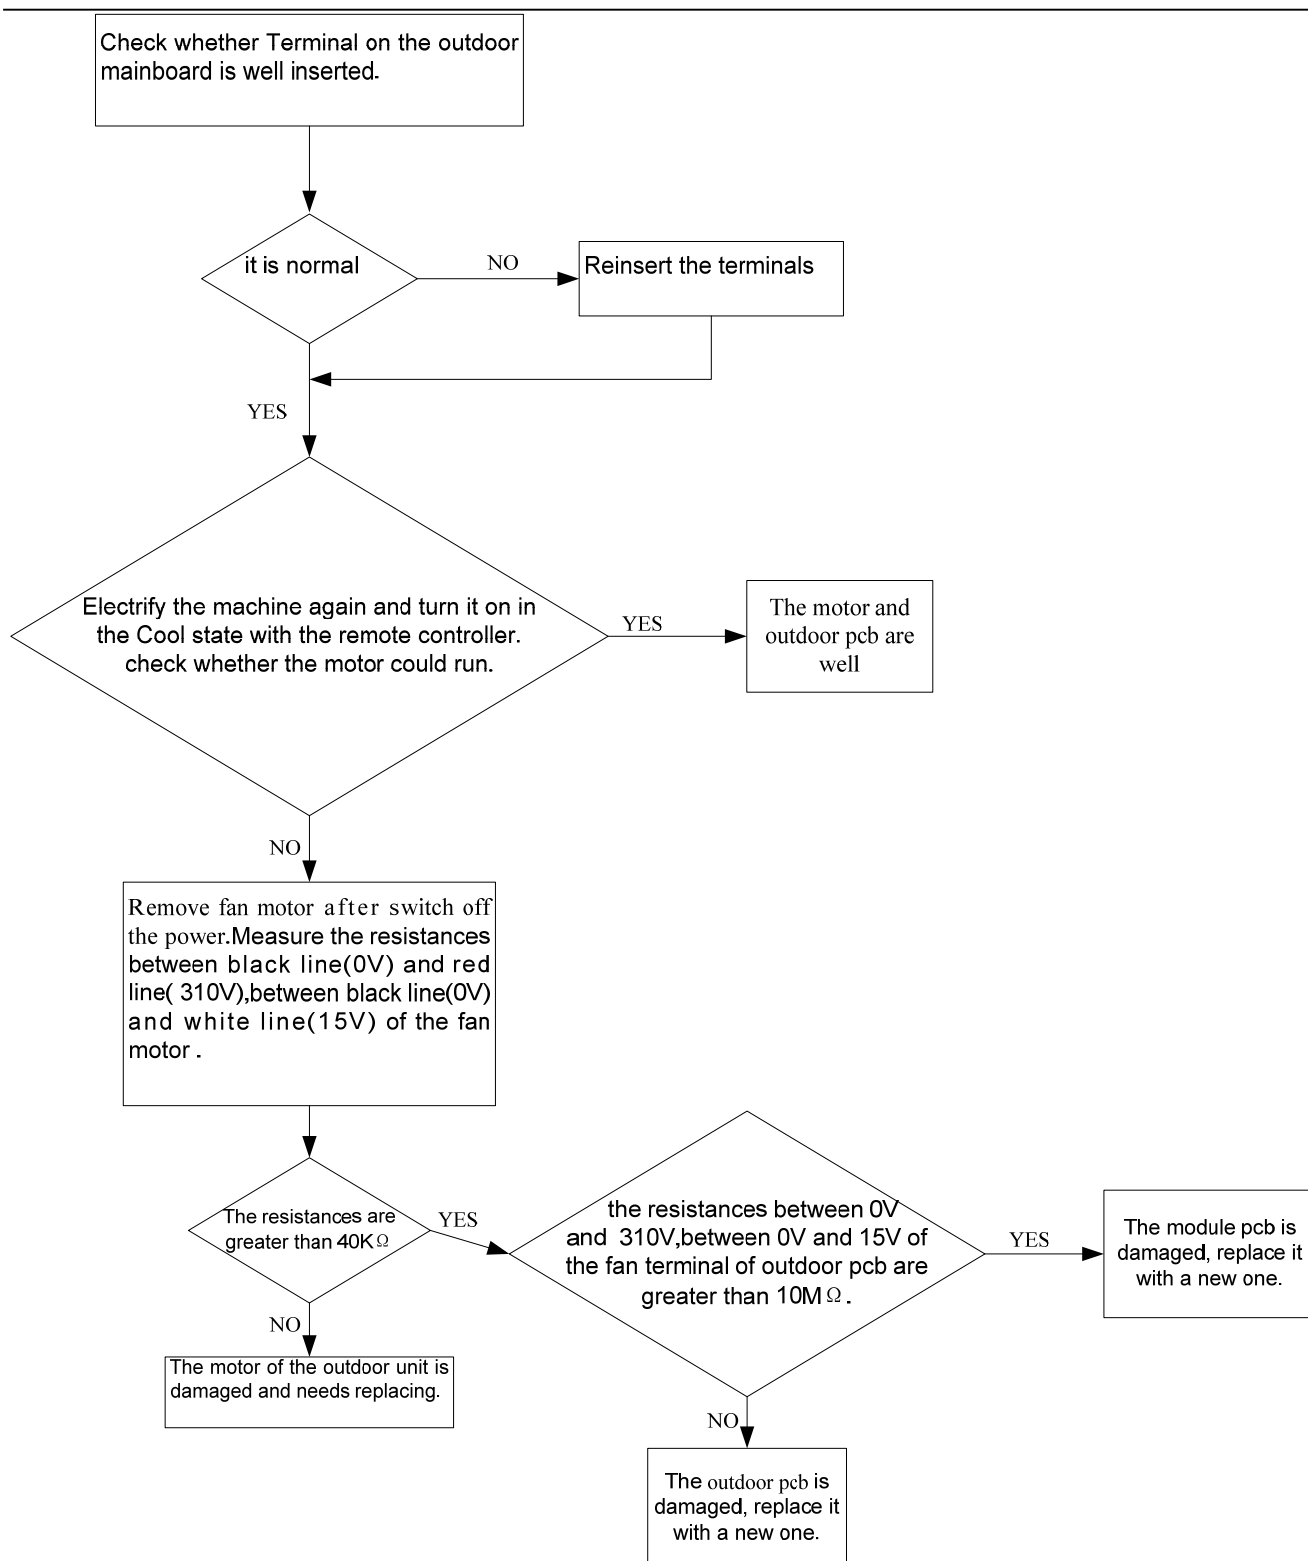 Check whether Terminal on the outdoor
mainboard is well inserted.
it is normal
NO
Reinsert the terminals
YES
Electrify the machine again and turn it on in
the Cool state with the remote controller.
check whether the motor could run.
YES
The motor and
outdoor pcb are
well
NO
Remove fan motor after switch off
the power.Measure the resistances
between black line(0V) and red
line( 310V),between black line(0V)
and white line(15V) of the fan
motor .
The resistances are
greater than 40KΩ
YES
the resistances between 0V
and 310V,between 0V and 15V of
the fan terminal of outdoor pcb are
greater than 10MΩ.
YES
The module pcb is
damaged, replace it
with a new one.
NO
The motor of the outdoor unit is
damaged and needs replacing.
NO
The outdoor pcb is
damaged, replace it
with a new one.